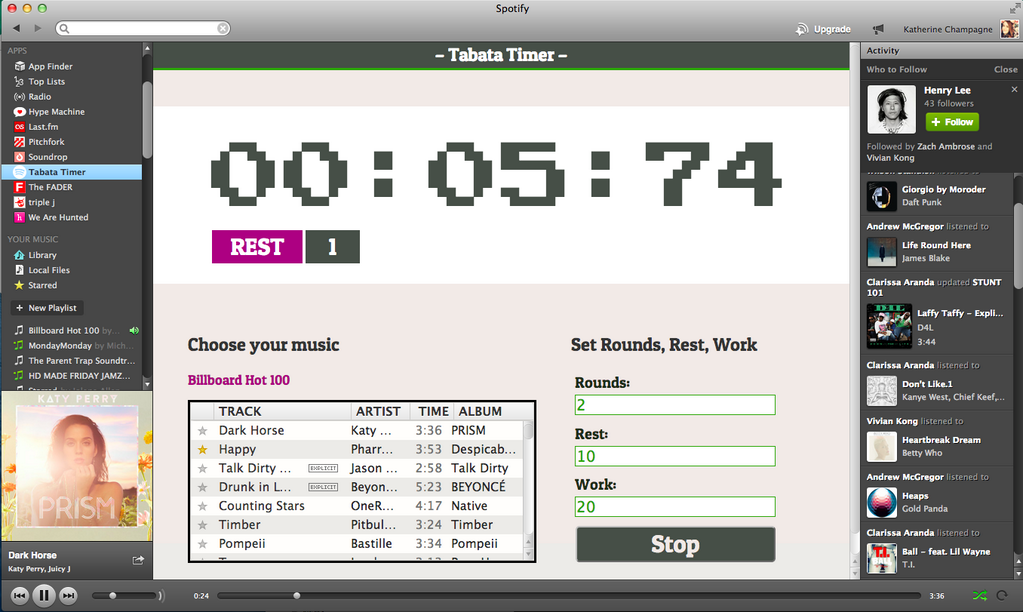 Spotify
Upgrade
Katherine Champagne
APPS
App Finder
Top Lists
Radio
Hype Machine
Last.fm
Pitchfork
Soundrop
Tabata Timer
The FADER
triple j
We Are Hunted
YOUR MUSIC
Library
Local Files
Starred
+ New Playlist
Billboard Hot 100 by...
MondayMonday by Mich...
The Parent Trap Soundtr...
HD MADE FRIDAY JAMZ...
KATY PERRY
PRISM
Dark Horse
Katy Perry, Juicy J
– Tabata Timer –
00:05:74
REST 1
Choose your music
Billboard Hot 100
TRACK ARTIST TIME ALBUM
Dark Horse Katy ... 3:36 PRISM
Happy Pharr... 3:53 Despicab...
Talk Dirty ... EXPLICIT Jason ... 2:58 Talk Dirty
Drunk in L... EXPLICIT Beyon... 5:23 BEYONCÉ
Counting Stars OneR... 4:17 Native
Timber Pitbul... 3:24 Timber
Pompeii Bastille 3:34 Pompeii
Set Rounds, Rest, Work
Rounds:
2
Rest:
10
Work:
20
Stop
Activity
Who to Follow Close
Henry Lee
43 followers
+ Follow
Followed by Zach Ambrose and
Vivian Kong
Giorgio by Moroder
Daft Punk
Andrew McGregor listened to
Life Round Here
James Blake
Clarissa Aranda updated STUNT
101
Laffy Taffy – Expli...
D4L
3:44
Clarissa Aranda listened to
Don't Like.1
Kanye West, Chief Keef,...
Vivian Kong listened to
Heartbreak Dream
Betty Who
Andrew McGregor listened to
Heaps
Gold Panda
Clarissa Aranda listened to
Ball – feat. Lil Wayne
T.I.
0:24
3:36